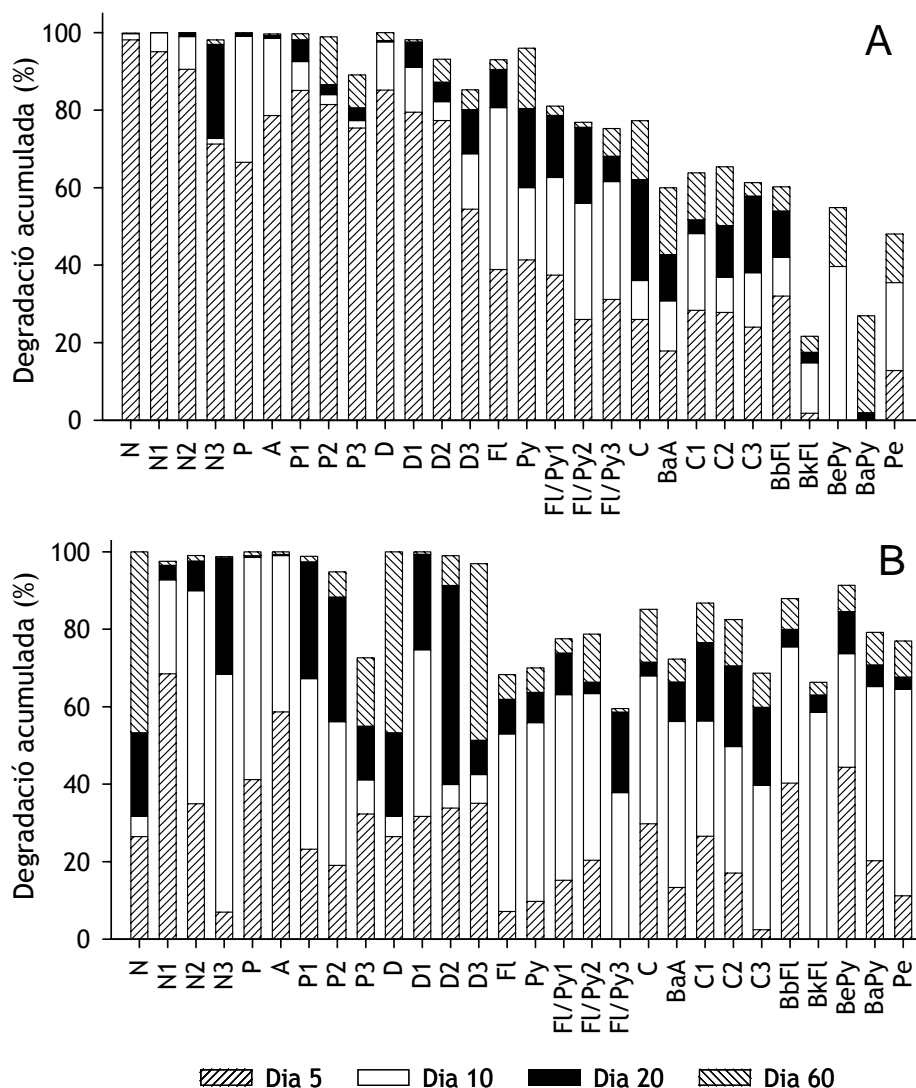 A
Degradació acumulada (%)
100
80
60
40
20
0
N N1 N2 N3 P A P1 P2 P3 D D1 D2 D3 Fl Py Fl/Py1 Fl/Py2 Fl/Py3 C BaA C1 C2 C3 BbFl BkFl BePy BaPy Pe
B
Degradació acumulada (%)
100
80
60
40
20
0
N N1 N2 N3 P A P1 P2 P3 D D1 D2 D3 Fl Py Fl/Py1 Fl/Py2 Fl/Py3 C BaA C1 C2 C3 BbFl BkFl BePy BaPy Pe
Dia 5 Dia 10 Dia 20 Dia 60